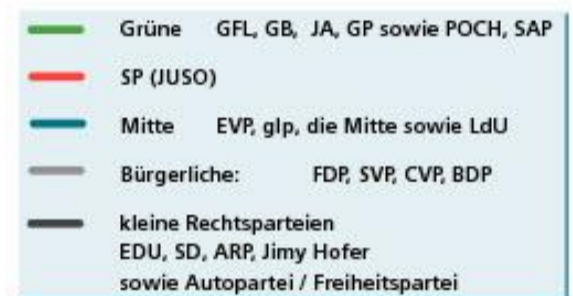 Grüne GFL, GB, JA, GP sowie POCH, SAP
SP (JUSO)
Mitte EVP, glp, die Mitte sowie LdU
Bürgerliche: FDP, SVP, CVP, BDP
kleine Rechtsparteien
EDU, SD, ARP, Jimy Hofer
sowie Autopartei / Freiheitspartei